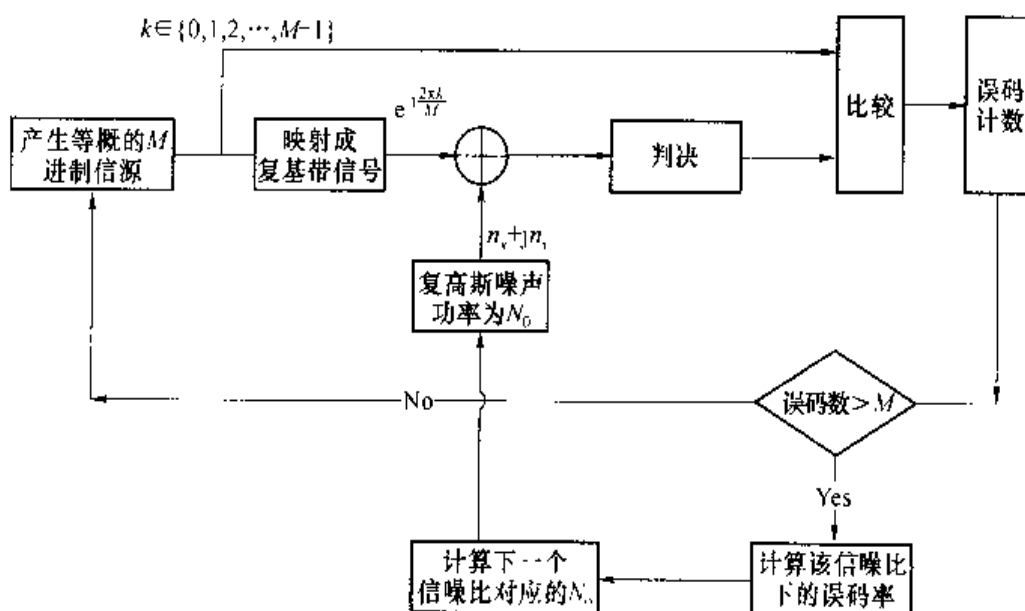 k∈{0,1,2,⋯,M-1}
产生等概的M
进制信源
映射成
复基带信号
e^{j\frac{2πk}{M}}
判决
比较
误码
计数
复高斯噪声
功率为N₀
No
误码数>M
Yes
计算下一个
信噪比对应的N₀
计算该信噪比
下的误码率